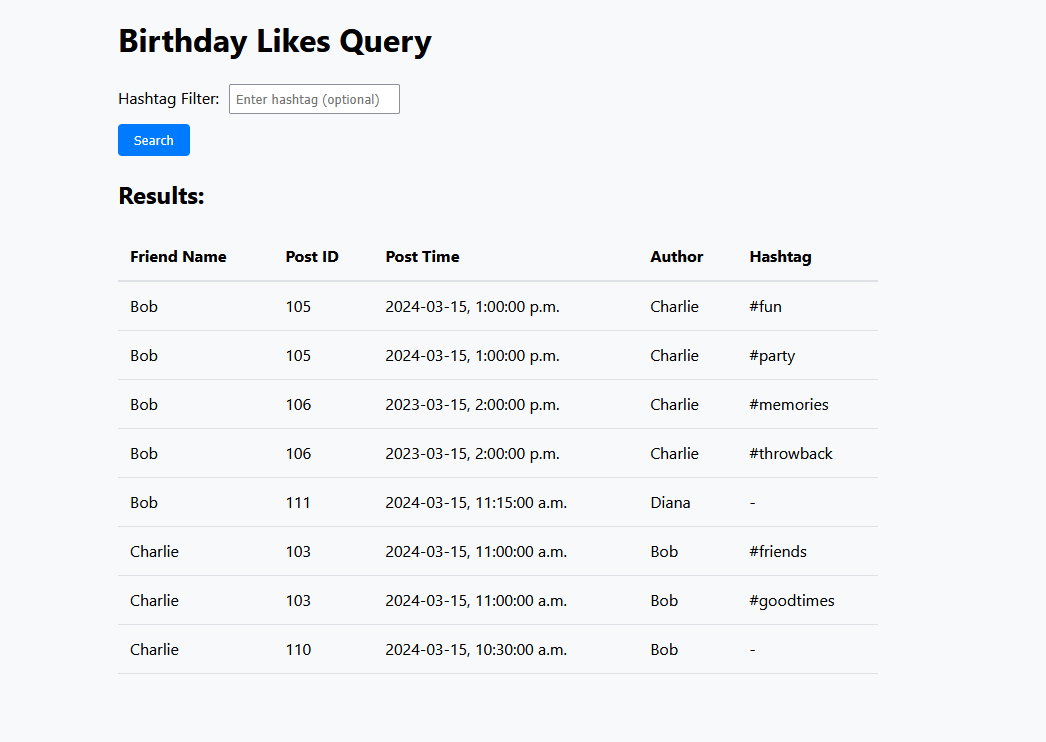 Birthday Likes Query
Hashtag Filter: Enter hashtag (optional)
Search
Results:
Friend Name Post ID Post Time Author Hashtag
Bob 105 2024-03-15, 1:00:00 p.m. Charlie #fun
Bob 105 2024-03-15, 1:00:00 p.m. Charlie #party
Bob 106 2023-03-15, 2:00:00 p.m. Charlie #memories
Bob 106 2023-03-15, 2:00:00 p.m. Charlie #throwback
Bob 111 2024-03-15, 11:15:00 a.m. Diana -
Charlie 103 2024-03-15, 11:00:00 a.m. Bob #friends
Charlie 103 2024-03-15, 11:00:00 a.m. Bob #goodtimes
Charlie 110 2024-03-15, 10:30:00 a.m. Bob -